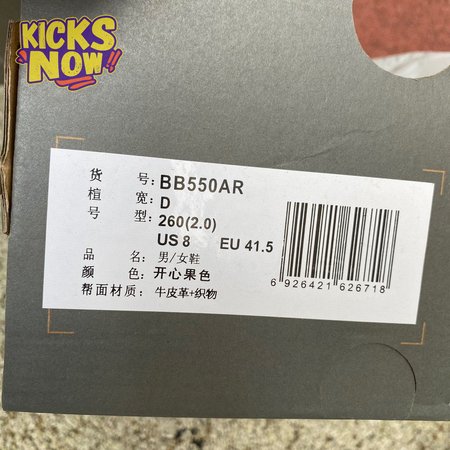 KICKS
NOW
货 号: BB550AR
楦 宽: D
号 型: 260(2.0)
US 8 EU 41.5
品 名: 男/女鞋
颜 色: 开心果色
帮面材质: 牛皮革+织物
6 926421 626718